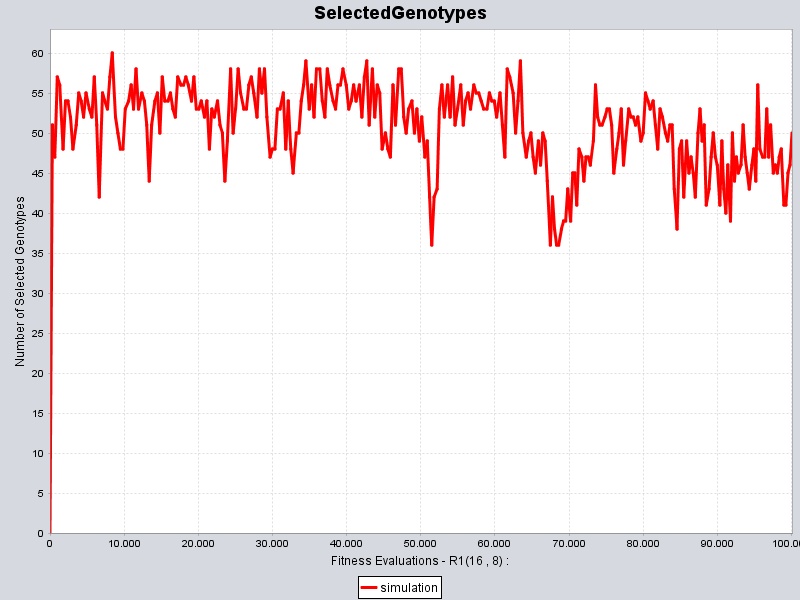 SelectedGenotypes
Number of Selected Genotypes
60
55
50
45
40
35
30
25
20
15
10
5
0
0 10.000 20.000 30.000 40.000 50.000 60.000 70.000 80.000 90.000 100.00
Fitness Evaluations - R1(16 , 8) :
simulation